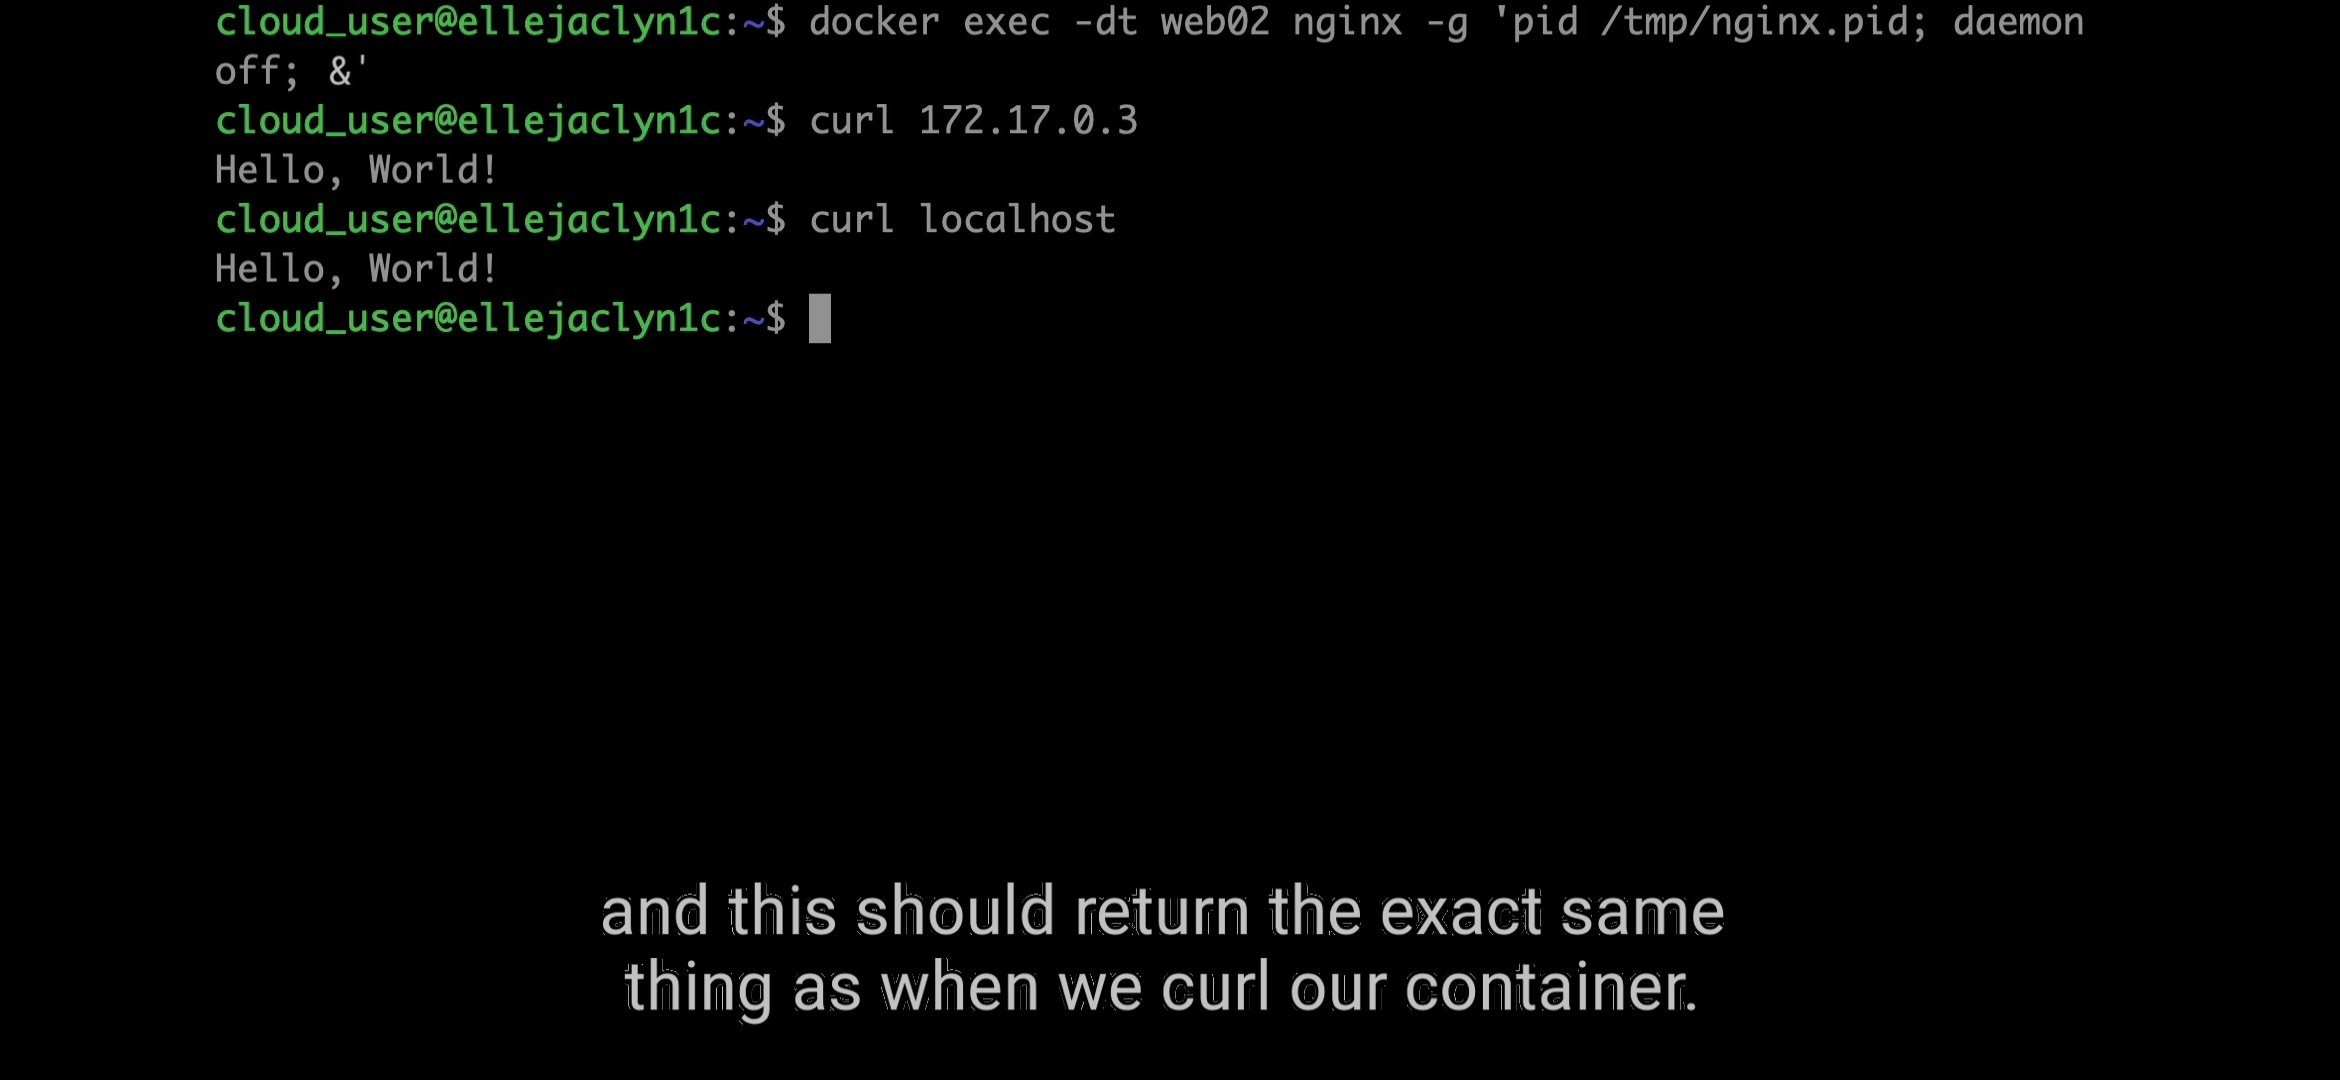 cloud_user@ellejaclyn1c:~$ docker exec -dt web02 nginx -g 'pid /tmp/nginx.pid; daemon
off; &'
cloud_user@ellejaclyn1c:~$ curl 172.17.0.3
Hello, World!
cloud_user@ellejaclyn1c:~$ curl localhost
Hello, World!
cloud_user@ellejaclyn1c:~$
and this should return the exact same
thing as when we curl our container.